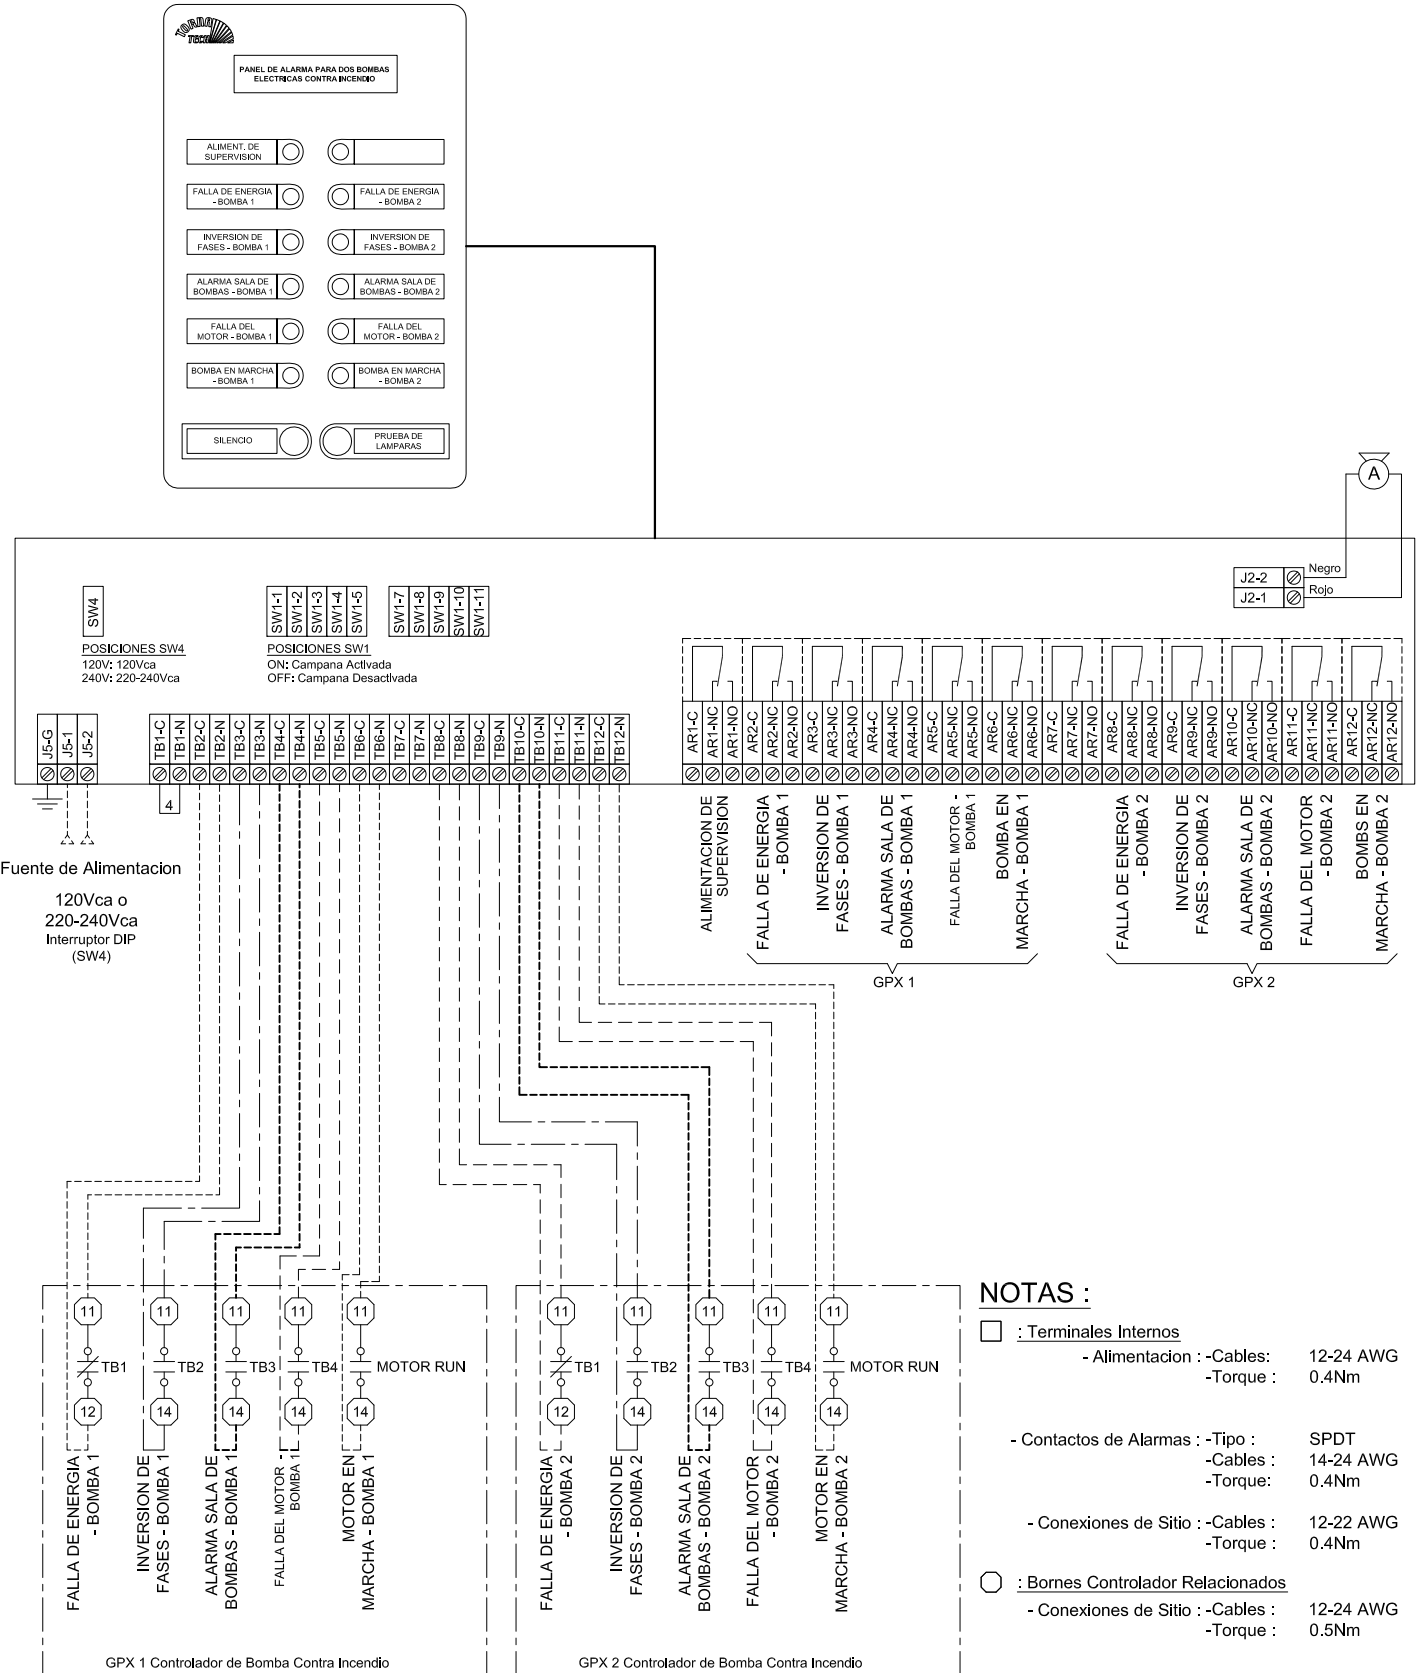 TORNA
TECH
PANEL DE ALARMA PARA DOS BOMBAS
ELECTRICAS CONTRA INCENDIO
ALIMENT. DE
SUPERVISION
FALLA DE ENERGIA
- BOMBA 1
FALLA DE ENERGIA
- BOMBA 2
INVERSION DE
FASES - BOMBA 1
INVERSION DE
FASES - BOMBA 2
ALARMA SALA DE
BOMBAS - BOMBA 1
ALARMA SALA DE
BOMBAS - BOMBA 2
FALLA DEL
MOTOR - BOMBA 1
FALLA DEL
MOTOR - BOMBA 2
BOMBA EN MARCHA
- BOMBA 1
BOMBA EN MARCHA
- BOMBA 2
SILENCIO
PRUEBA DE
LAMPARAS
A
Negro
Rojo
J2-2
J2-1
SW4
POSICIONES SW4
120V: 120Vca
240V: 220-240Vca
SW1-1
SW1-2
SW1-3
SW1-4
SW1-5
SW1-7
SW1-8
SW1-9
SW1-10
SW1-11
POSICIONES SW1
ON: Campana Activada
OFF: Campana Desactivada
J5-G
J5-1
J5-2
TB1-C
TB1-N
TB2-C
TB2-N
TB3-C
TB3-N
TB4-C
TB4-N
TB5-C
TB5-N
TB6-C
TB6-N
TB7-C
TB7-N
TB8-C
TB8-N
TB9-C
TB9-N
TB10-C
TB10-N
TB11-C
TB11-N
TB12-C
TB12-N
AR1-C
AR1-NC
AR1-NO
AR2-C
AR2-NC
AR2-NO
AR3-C
AR3-NC
AR3-NO
AR4-C
AR4-NC
AR4-NO
AR5-C
AR5-NC
AR5-NO
AR6-C
AR6-NC
AR6-NO
AR7-C
AR7-NC
AR7-NO
AR8-C
AR8-NC
AR8-NO
AR9-C
AR9-NC
AR9-NO
AR10-C
AR10-NC
AR10-NO
AR11-C
AR11-NC
AR11-NO
AR12-C
AR12-NC
AR12-NO
4
Fuente de Alimentacion
120Vca o
220-240Vca
Interruptor DIP
(SW4)
ALIMENTACION DE
SUPERVISION
FALLA DE ENERGIA
- BOMBA 1
INVERSION DE
FASES - BOMBA 1
ALARMA SALA DE
BOMBAS - BOMBA 1
FALLA DEL MOTOR -
BOMBA 1
BOMBA EN
MARCHA - BOMBA 1
GPX 1
FALLA DE ENERGIA
- BOMBA 2
INVERSION DE
FASES - BOMBA 2
ALARMA SALA DE
BOMBAS - BOMBA 2
FALLA DEL MOTOR
- BOMBA 2
BOMBS EN
MARCHA - BOMBA 2
GPX 2
11
11
11
11
11
TB1
TB2
TB3
TB4
MOTOR RUN
12
14
14
14
14
FALLA DE ENERGIA
- BOMBA 1
INVERSION DE
FASES - BOMBA 1
ALARMA SALA DE
BOMBAS - BOMBA 1
FALLA DEL MOTOR -
BOMBA 1
MOTOR EN
MARCHA - BOMBA 1
GPX 1 Controlador de Bomba Contra Incendio
11
11
11
11
11
TB1
TB2
TB3
TB4
MOTOR RUN
12
14
14
14
14
FALLA DE ENERGIA
- BOMBA 2
INVERSION DE
FASES - BOMBA 2
ALARMA SALA DE
BOMBAS - BOMBA 2
FALLA DEL MOTOR
- BOMBA 2
MOTOR EN
MARCHA - BOMBA 2
GPX 2 Controlador de Bomba Contra Incendio
NOTAS :
: Terminales Internos
- Alimentacion : -Cables: 12-24 AWG
-Torque : 0.4Nm
- Contactos de Alarmas : -Tipo : SPDT
-Cables : 14-24 AWG
-Torque: 0.4Nm
- Conexiones de Sitio : -Cables : 12-22 AWG
-Torque : 0.4Nm
: Bornes Controlador Relacionados
- Conexiones de Sitio : -Cables : 12-24 AWG
-Torque : 0.5Nm